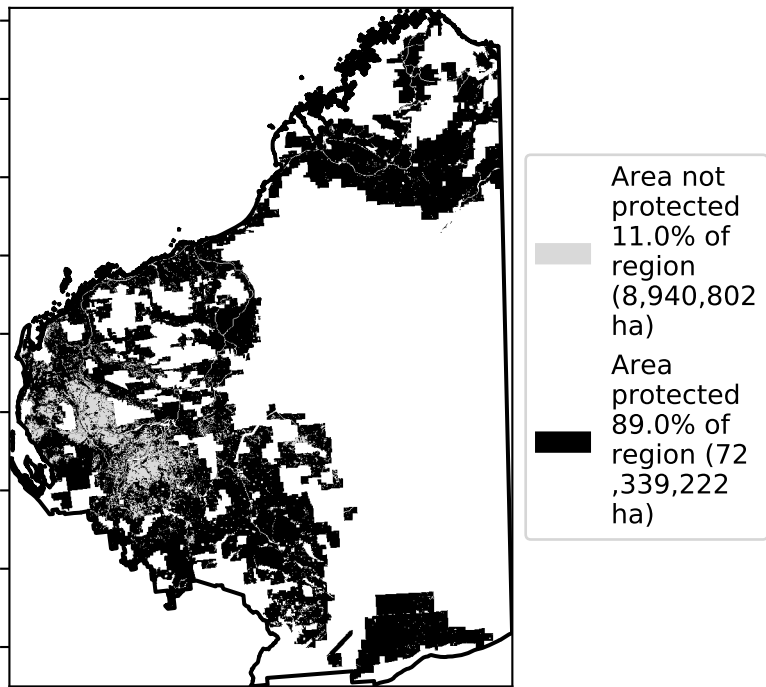 Area not
protected
11.0% of
region
(8,940,802
ha)
Area
protected
89.0% of
region (72
,339,222
ha)